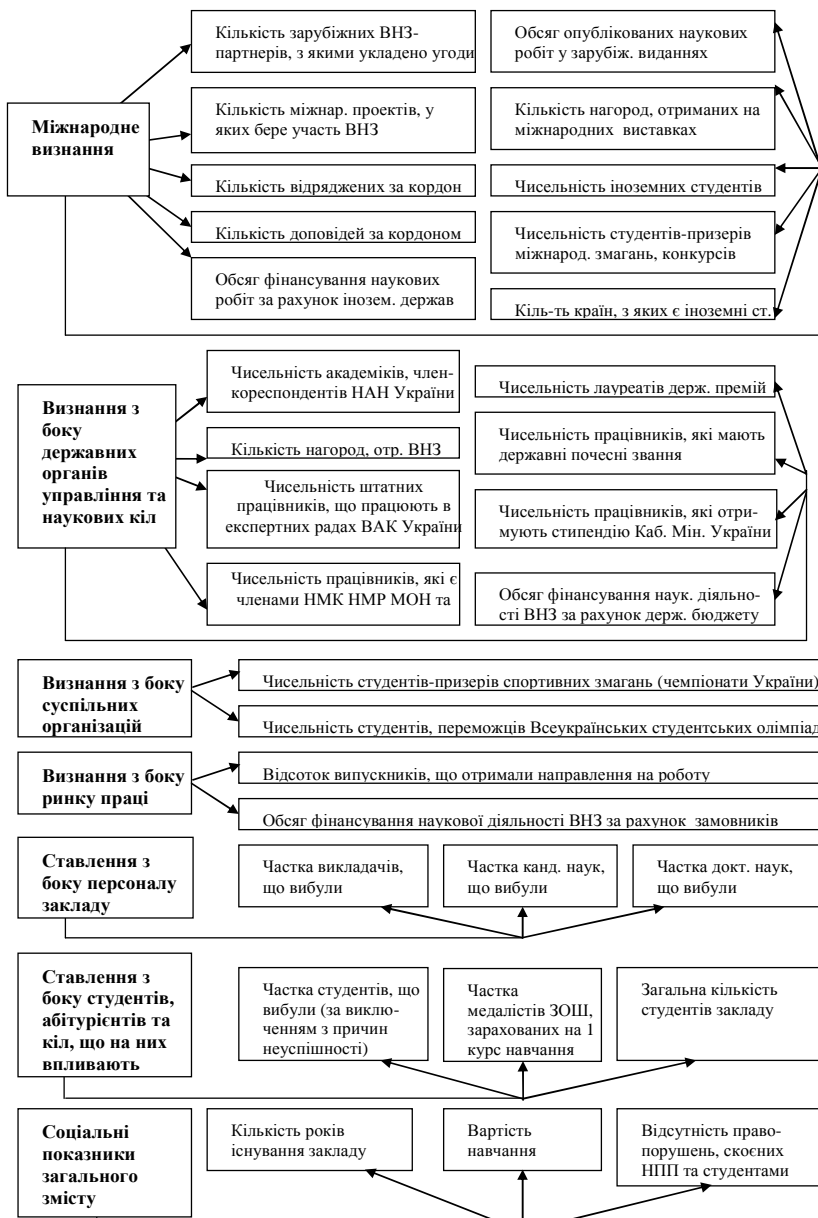 Міжнародне
визнання
Кількість зарубіжних ВНЗ-
партнерів, з якими укладено угоди
Кількість міжнар. проектів, у
яких бере участь ВНЗ
Кількість відряджених за кордон
Кількість доповідей за кордоном
Обсяг фінансування наукових
робіт за рахунок інозем. держав
Обсяг опублікованих наукових
робіт у зарубіж. виданнях
Кількість нагород, отриманих на
міжнародних виставках
Чисельність іноземних студентів
Чисельність студентів-призерів
міжнарод. змагань, конкурсів
Кіль-ть країн, з яких є іноземні ст.
Визнання з
боку
державних
органів
управління та
наукових кіл
Чисельність академіків, член-
кореспондентів НАН України
Кількість нагород, отр. ВНЗ
Чисельність штатних
працівників, що працюють в
експертних радах ВАК України
Чисельність працівників, які є
членами НМК НМР МОН та
Чисельність лауреатів держ. премій
Чисельність працівників, які мають
державні почесні звання
Чисельність працівників, які отри-
мують стипендію Каб. Мін. України
Обсяг фінансування наук. діяльно-
сті ВНЗ за рахунок держ. бюджету
Визнання з боку
суспільних
організацій
Чисельність студентів-призерів спортивних змагань (чемпіонати України)
Чисельність студентів, переможців Всеукраїнських студентських олімпіад
Визнання з боку
ринку праці
Відсоток випускників, що отримали направлення на роботу
Обсяг фінансування наукової діяльності ВНЗ за рахунок замовників
Ставлення з
боку персоналу
закладу
Частка викладачів,
що вибули
Частка канд. наук,
що вибули
Частка докт. наук,
що вибули
Ставлення з
боку студентів,
абітурієнтів та
кіл, що на них
впливають
Частка студентів, що
вибули (за виклю-
ченням з причин
неуспішності)
Частка
медалістів ЗОШ,
зарахованих на 1
курс навчання
Загальна кількість
студентів закладу
Соціальні
показники
загального
змісту
Кількість років
існування закладу
Вартість
навчання
Відсутність право-
порушень, скоєних
НПП та студентами